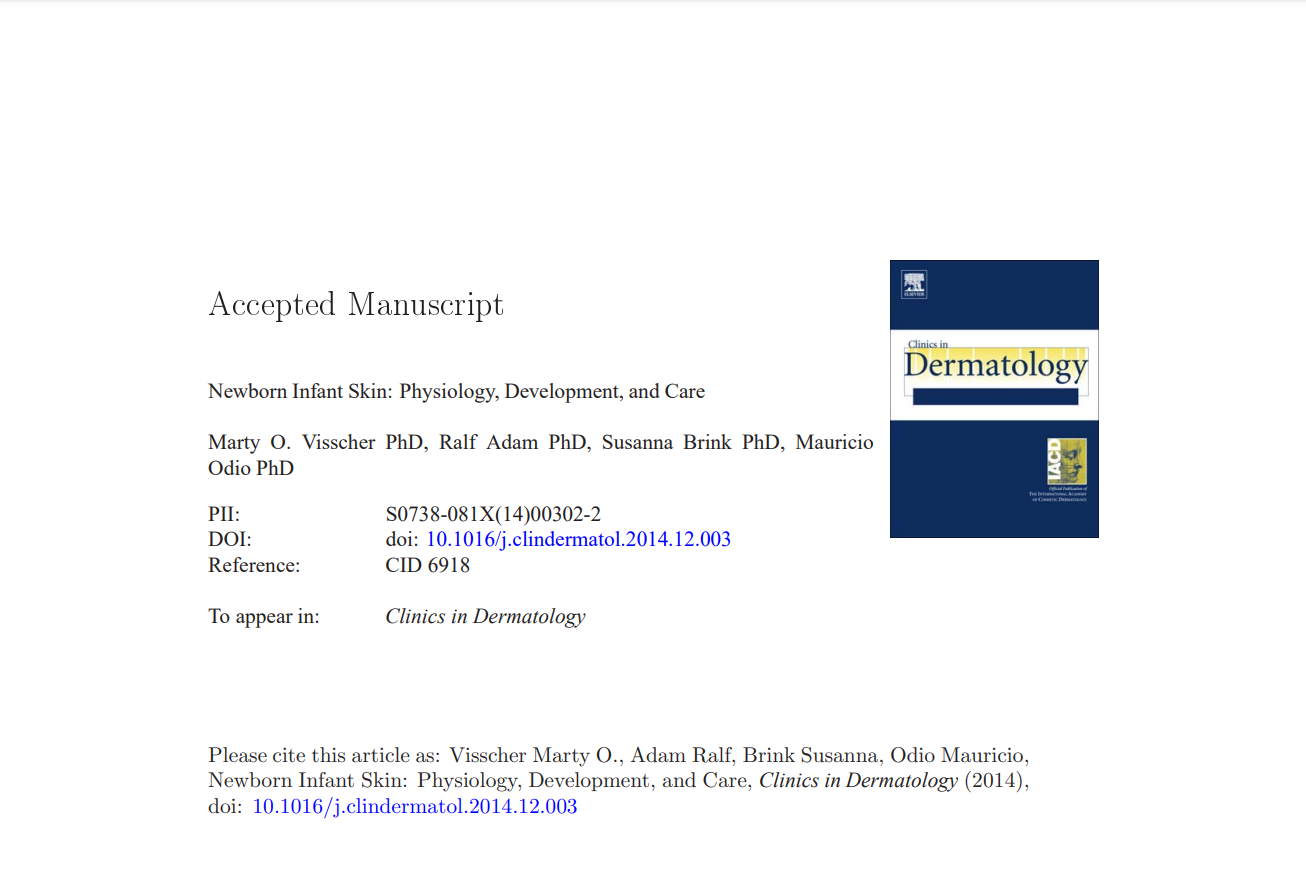 Accepted Manuscript
Newborn Infant Skin: Physiology, Development, and Care
Marty O. Visscher PhD, Ralf Adam PhD, Susanna Brink PhD, Mauricio
Odio PhD
PII: S0738-081X(14)00302-2
DOI: doi: 10.1016/j.clindermatol.2014.12.003
Reference: CID 6918
To appear in: Clinics in Dermatology
ELSEVIER
Clinics in
Dermatology
IACD
Official Publication of
THE INTERNATIONAL ACADEMY
OF COSMETIC DERMATOLOGY
Please cite this article as: Visscher Marty O., Adam Ralf, Brink Susanna, Odio Mauricio,
Newborn Infant Skin: Physiology, Development, and Care, Clinics in Dermatology (2014),
doi: 10.1016/j.clindermatol.2014.12.003